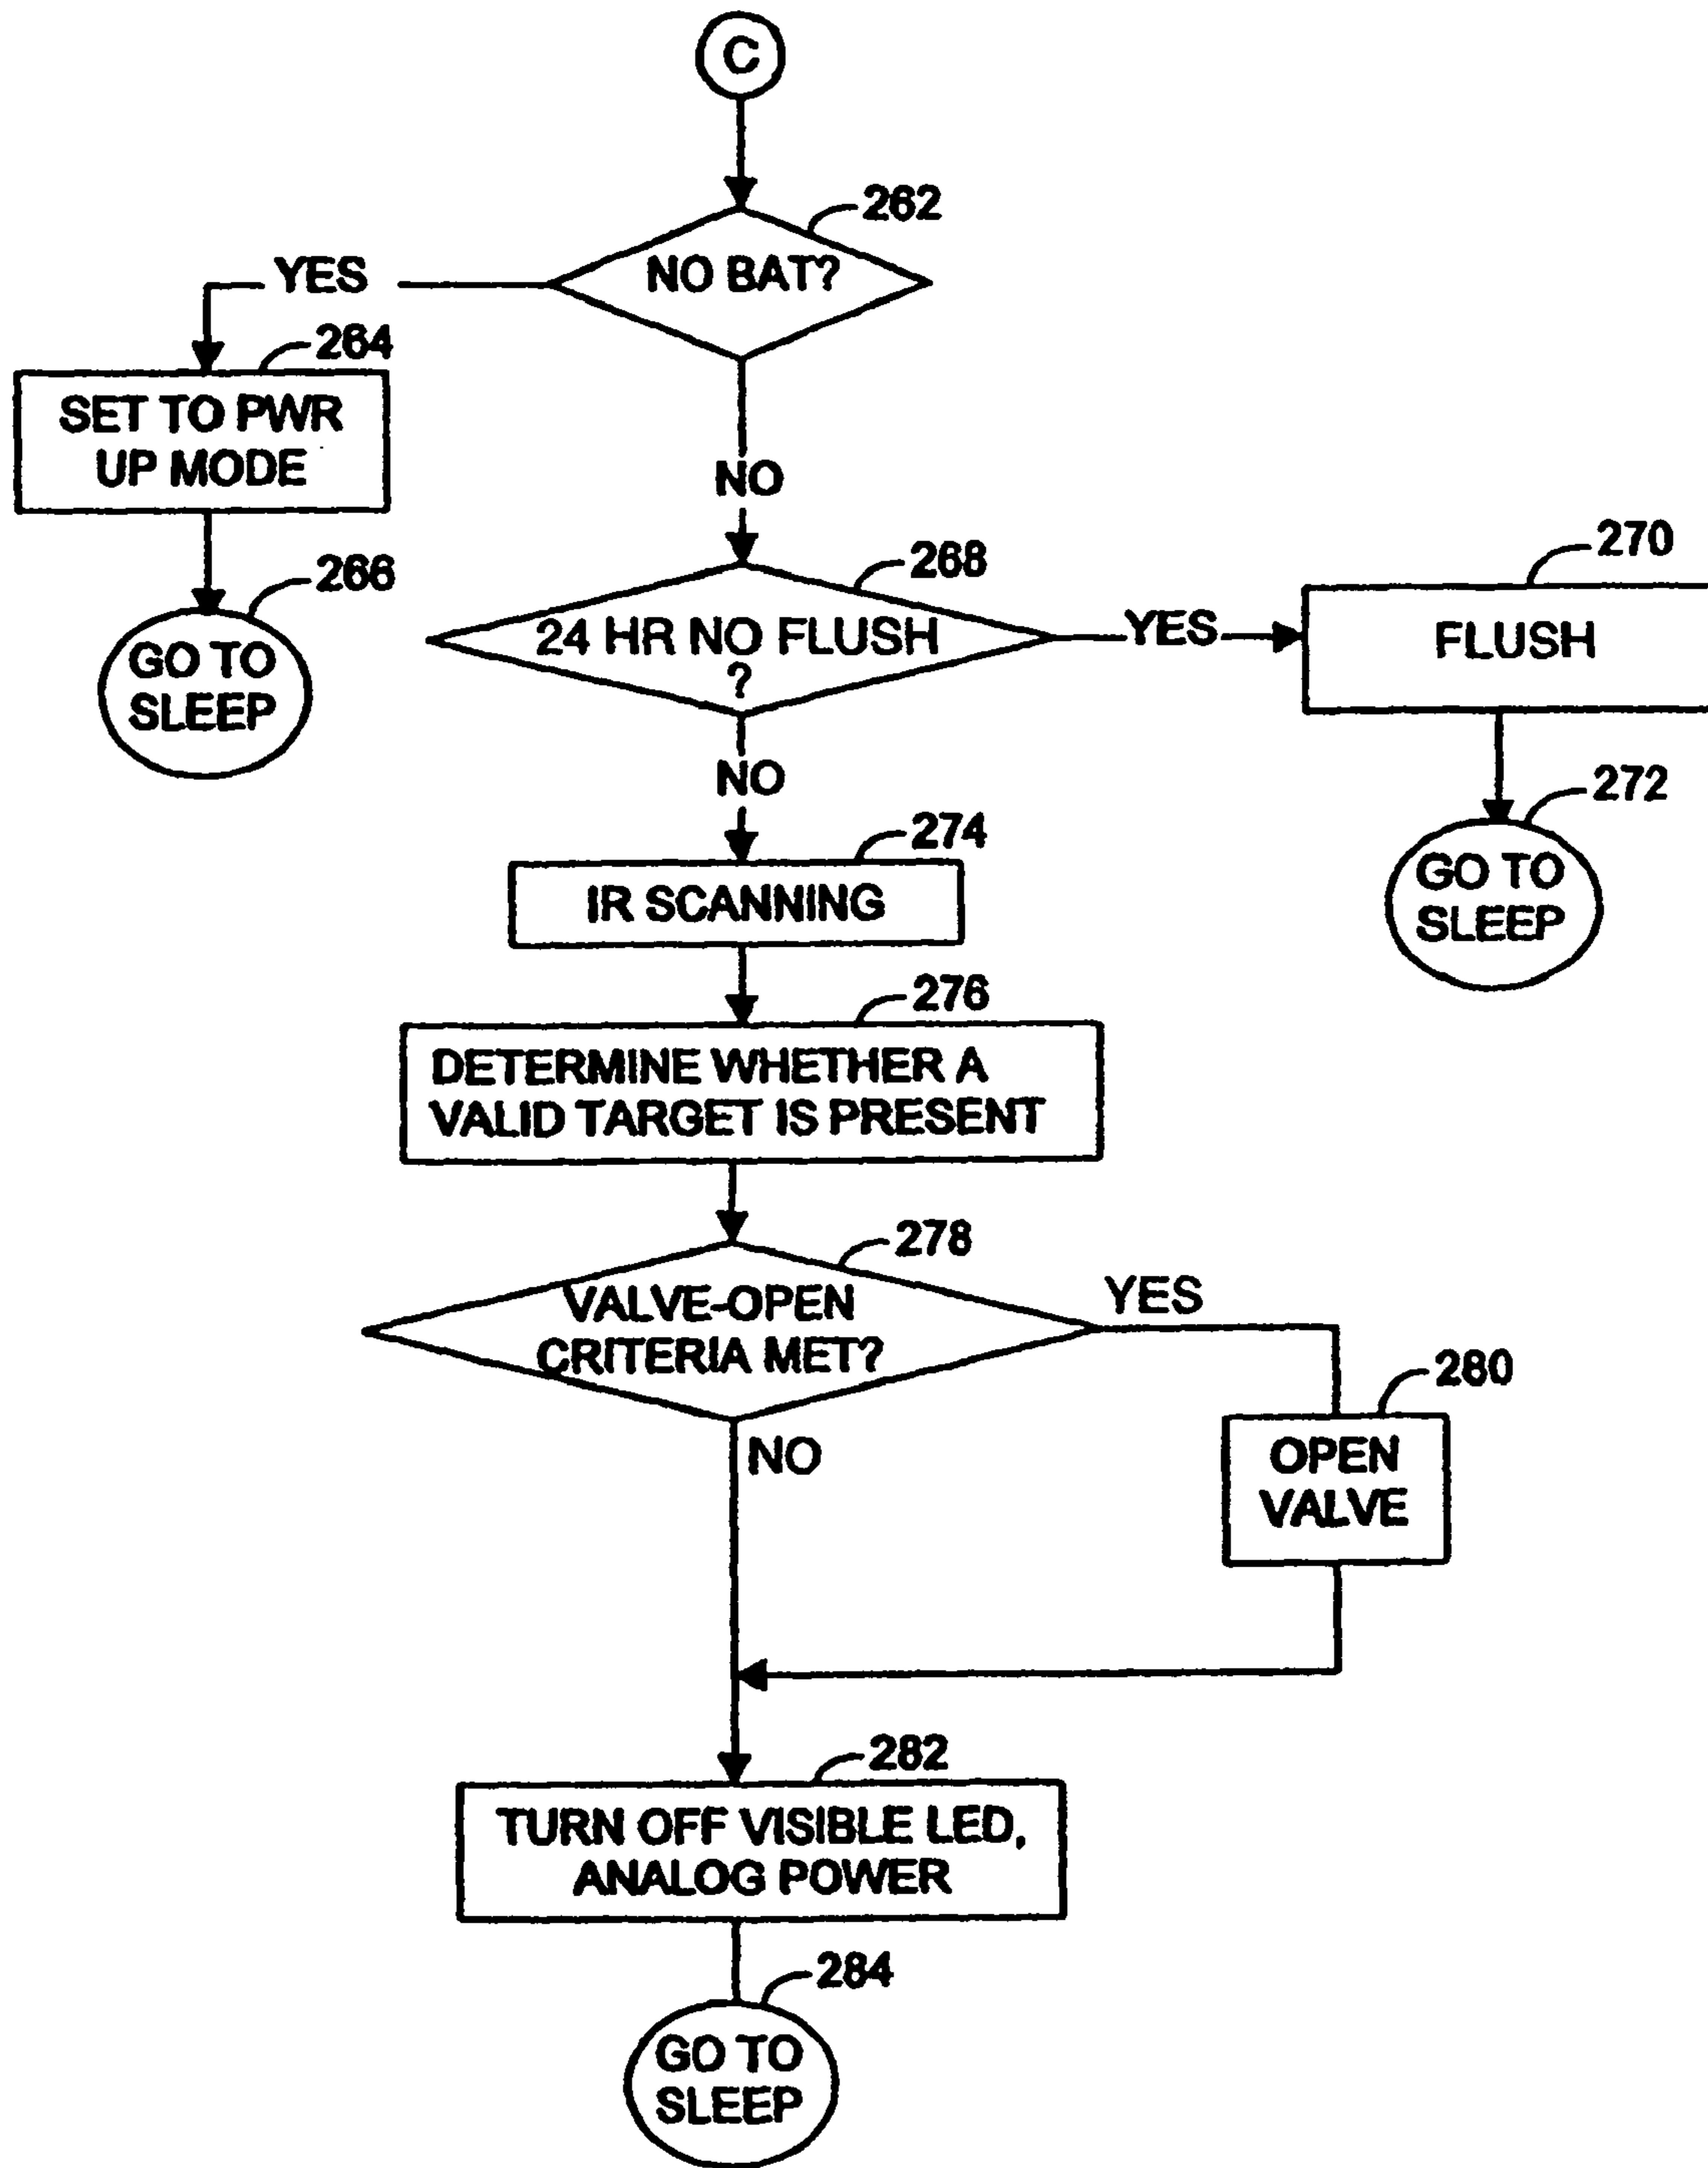 C
262
NO BAT?
YES
264
SET TO PWR
UP MODE
NO
266
GO TO
SLEEP
268
24 HR NO FLUSH
?
YES
270
FLUSH
272
GO TO
SLEEP
NO
274
IR SCANNING
276
DETERMINE WHETHER A
VALID TARGET IS PRESENT
278
VALVE-OPEN
CRITERIA MET?
YES
280
OPEN
VALVE
NO
282
TURN OFF VISIBLE LED,
ANALOG POWER
284
GO TO
SLEEP